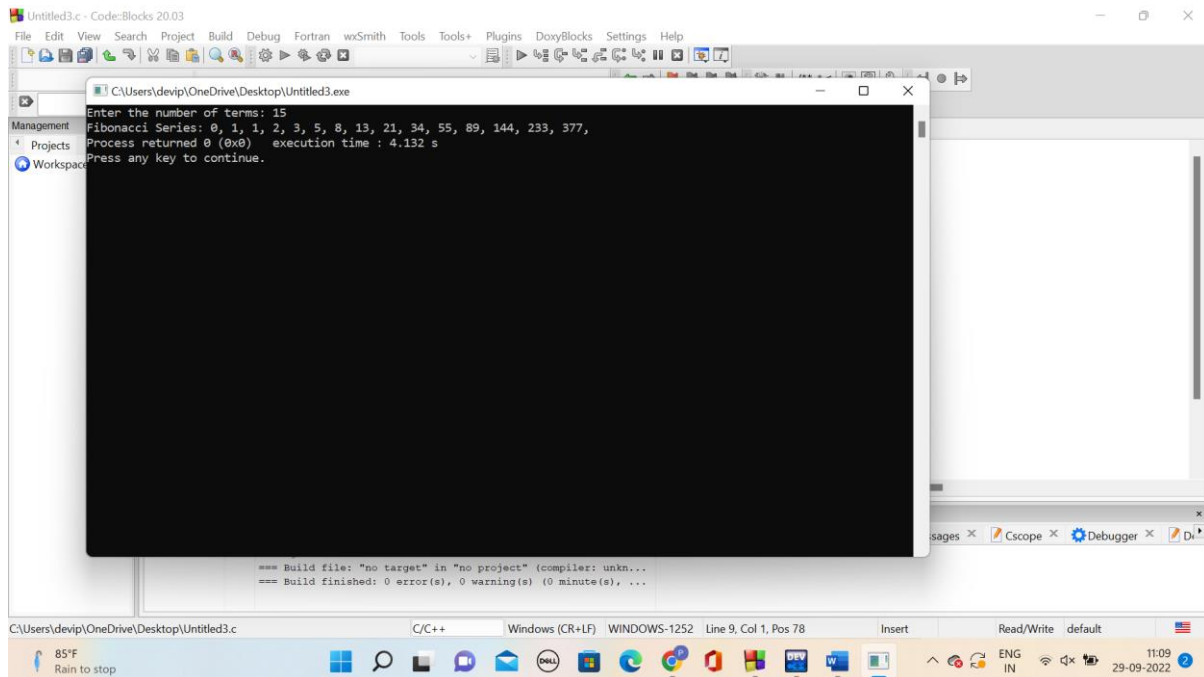 Untitled3.c - Code::Blocks 20.03
File Edit View Search Project Build Debug Fortran wxSmith Tools Tools+ Plugins DoxyBlocks Settings Help
C:\Users\devip\OneDrive\Desktop\Untitled3.exe
Enter the number of terms: 15
Management
Fibonacci Series: 0, 1, 1, 2, 3, 5, 8, 13, 21, 34, 55, 89, 144, 233, 377,
Projects
Process returned 0 (0x0) execution time : 4.132 s
Workspace
Press any key to continue.
Cscope Debugger
=== Build file: "no target" in "no project" (compiler: unkn...
=== Build finished: 0 error(s), 0 warning(s) (0 minute(s), ...
C:\Users\devip\OneDrive\Desktop\Untitled3.c C/C++ Windows (CR+LF) WINDOWS-1252 Line 9, Col 1, Pos 78 Insert Read/Write default
85°F
Rain to stop
DELL
DEV
ENG
IN
11:09
29-09-2022
2